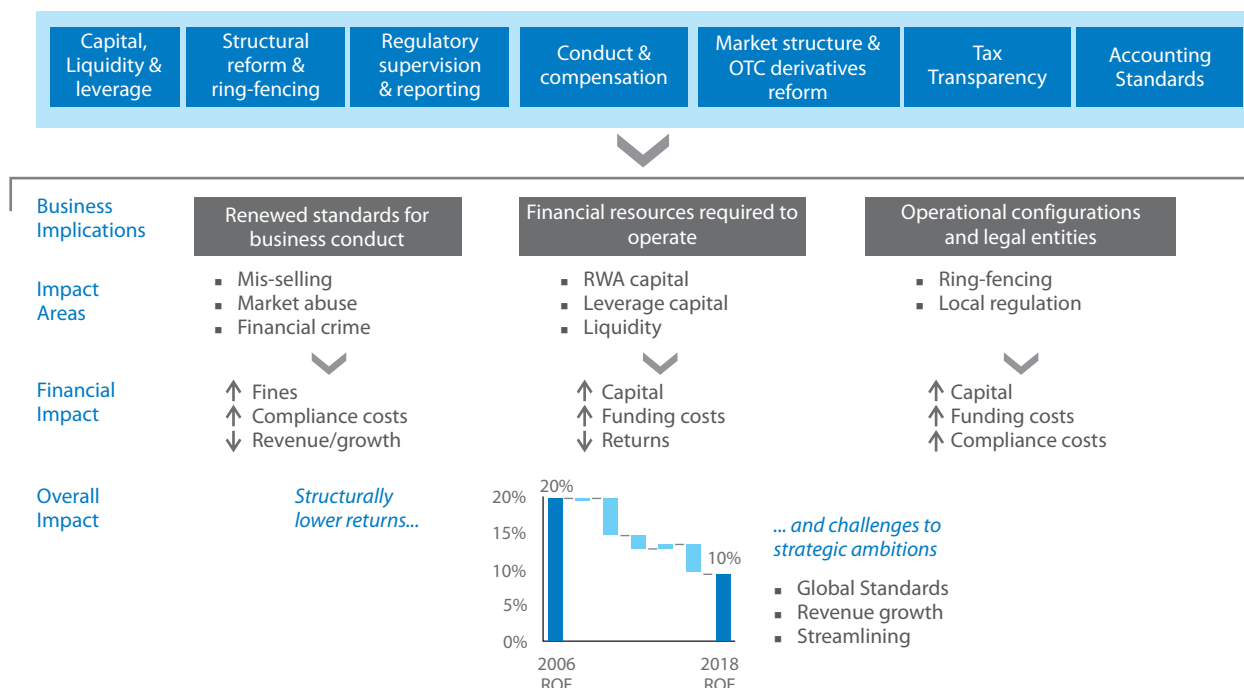 Capital,
Liquidity &
leverage
Structural
reform &
ring-fencing
Regulatory
supervision
& reporting
Conduct &
compensation
Market structure &
OTC derivatives
reform
Tax
Transparency
Accounting
Standards
Business
Implications
Renewed standards for
business conduct
Financial resources required to
operate
Operational configurations
and legal entities
Impact
Areas
▪ Mis-selling
▪ Market abuse
▪ Financial crime
▪ RWA capital
▪ Leverage capital
▪ Liquidity
▪ Ring-fencing
▪ Local regulation
Financial
Impact
↑ Fines
↑ Compliance costs
↓ Revenue/growth
↑ Capital
↑ Funding costs
↓ Returns
↑ Capital
↑ Funding costs
↑ Compliance costs
Overall
Impact
Structurally
lower returns...
20%
15%
10%
5%
0%
20%
10%
2006
ROE
2018
ROE
... and challenges to
strategic ambitions
▪ Global Standards
▪ Revenue growth
▪ Streamlining